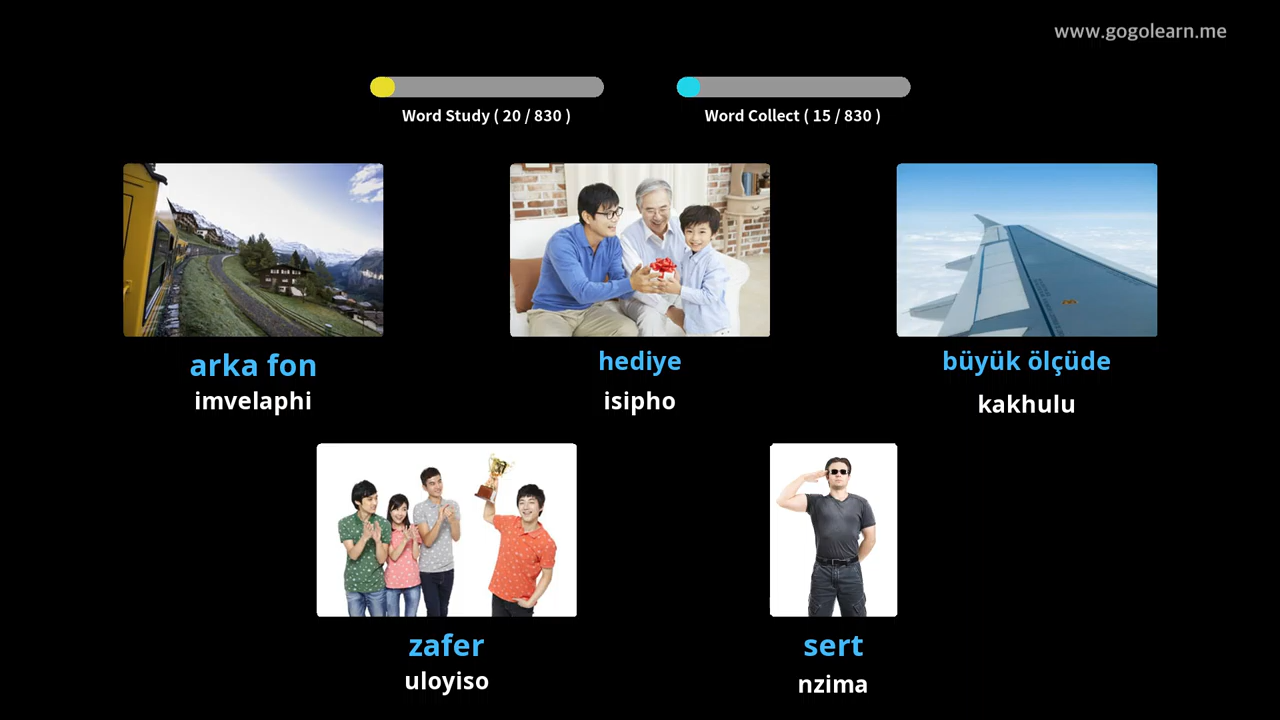 www.gogolearn.me
Word Study ( 20 / 830 )
Word Collect ( 15 / 830 )
arka fon
imvelaphi
hediye
isipho
büyük ölçüde
kakhulu
zafer
uloyiso
sert
nzima